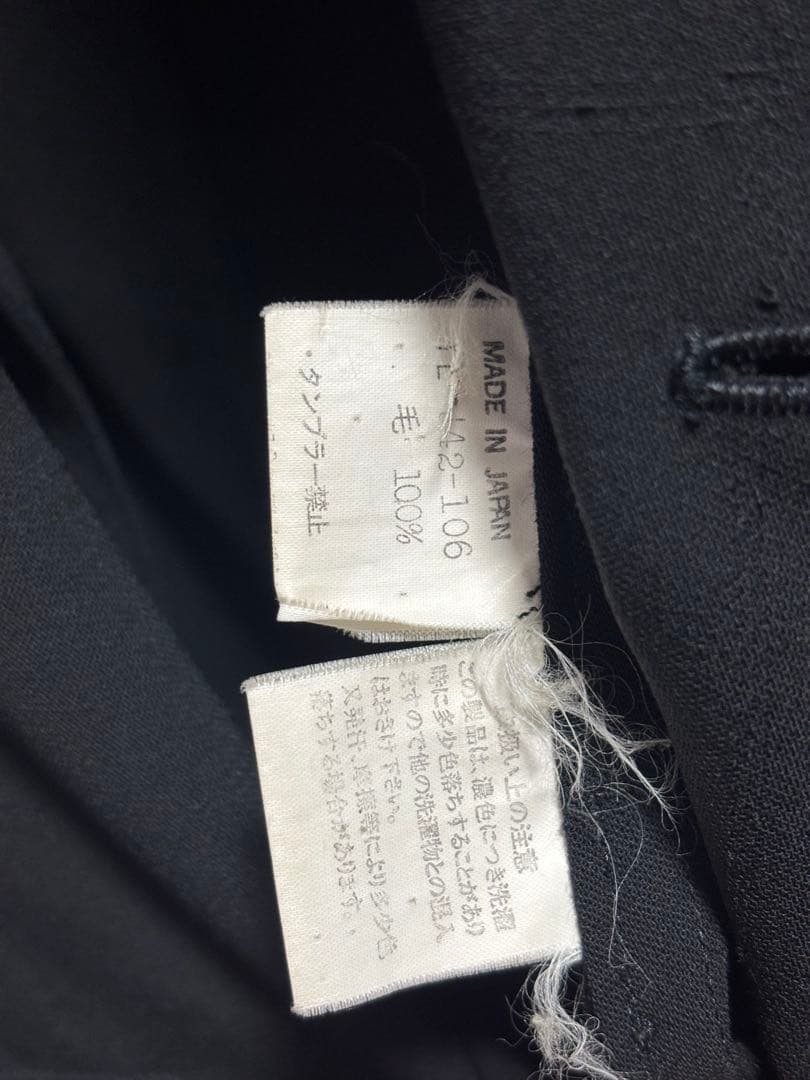 MADE IN JAPAN
42-106
毛 100%
・タンブラー禁止
扱い上の注意
この製品は、濃色につき洗濯
時に多少色落ちすることがあり
ますので他の洗濯物との混入
はおさけ下さい。
又発汗、摩擦等により多少色
落ちする場合があります。